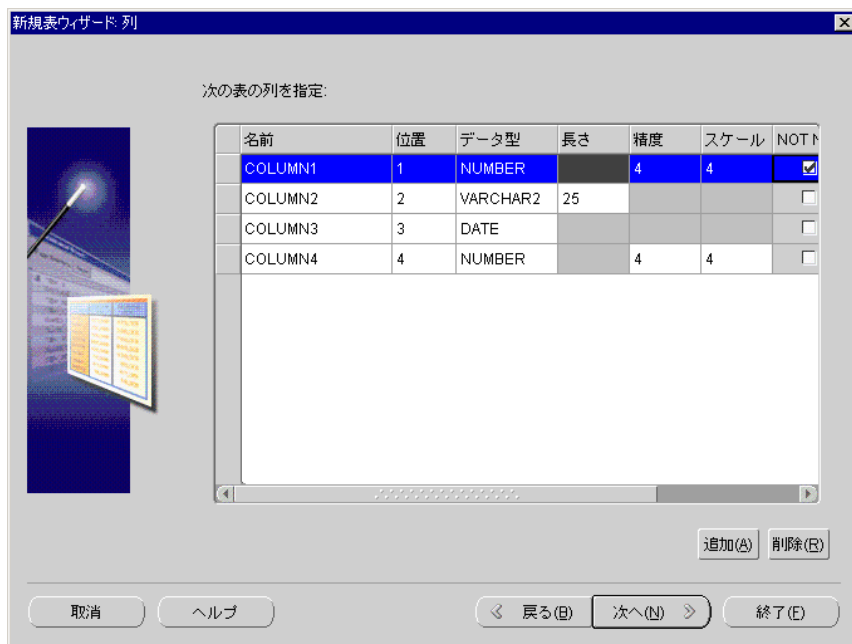 新規表ウィザード: 列
次の表の列を指定:
名前 位置 データ型 長さ 精度 スケール NOT N
COLUMN1 1 NUMBER 4 4
COLUMN2 2 VARCHAR2 25
COLUMN3 3 DATE
COLUMN4 4 NUMBER 4 4
追加(A) 削除(R)
取消 ヘルプ 戻る(B) 次へ(N) 終了(F)